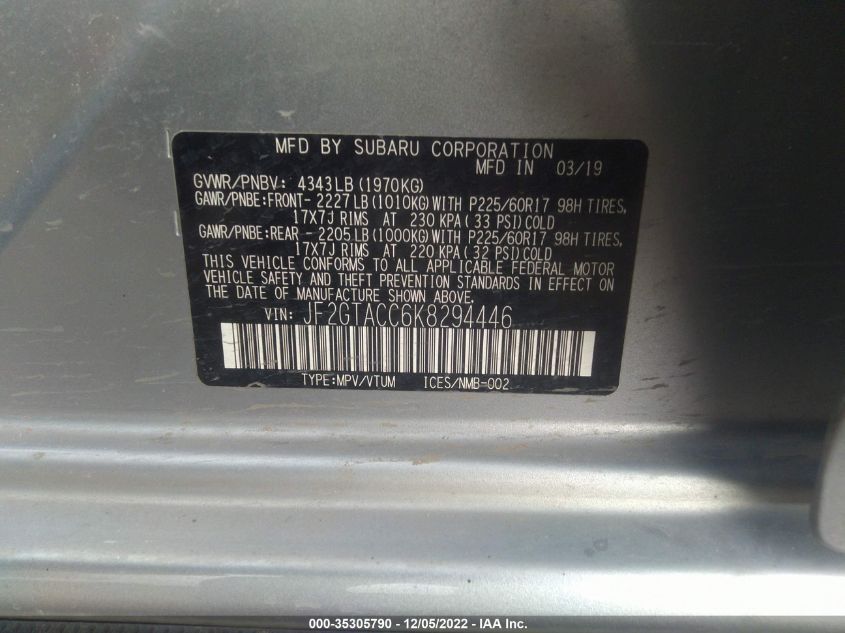 MFD BY SUBARU CORPORATION
MFD IN 03/19
GVWR/PNBV: 4343LB (1970KG)
GAWR/PNBE:FRONT- 2227LB (1010KG) WITH P225/60R17 98H TIRES,
17X7J RIMS AT 230 KPA ( 33 PSI) COLD
GAWR/PNBE:REAR - 2205LB (1000KG) WITH P225/60R17 98H TIRES,
17X7J RIMS AT 220 KPA ( 32 PSI) COLD
THIS VEHICLE CONFORMS TO ALL APPLICABLE FEDERAL MOTOR
VEHICLE SAFETY AND THEFT PREVENTION STANDARDS IN EFFECT ON
THE DATE OF MANUFACTURE SHOWN ABOVE.
VIN: JF2GTACC6K8294446
TYPE:MPV/VTUM ICES/NMB-002
000-35305790 - 12/05/2022 - IAA Inc.